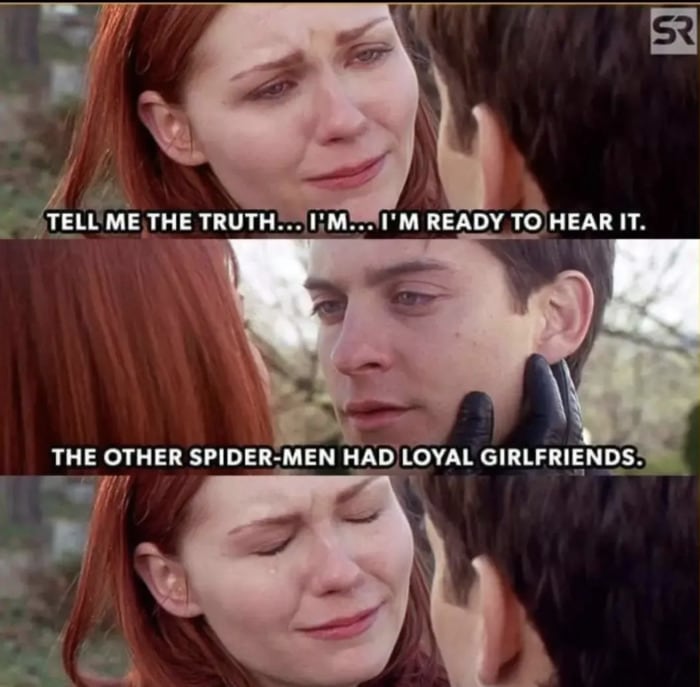 SR
TELL ME THE TRUTH... I'M... I'M READY TO HEAR IT.
THE OTHER SPIDER-MEN HAD LOYAL GIRLFRIENDS.